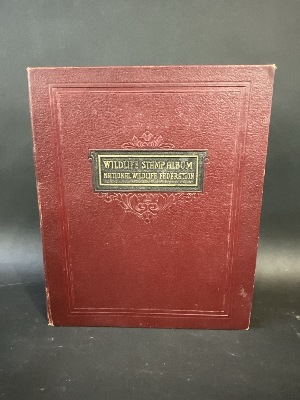 WILDLIFE STAMP ALBUM
NATIONAL WILDLIFE FEDERATION